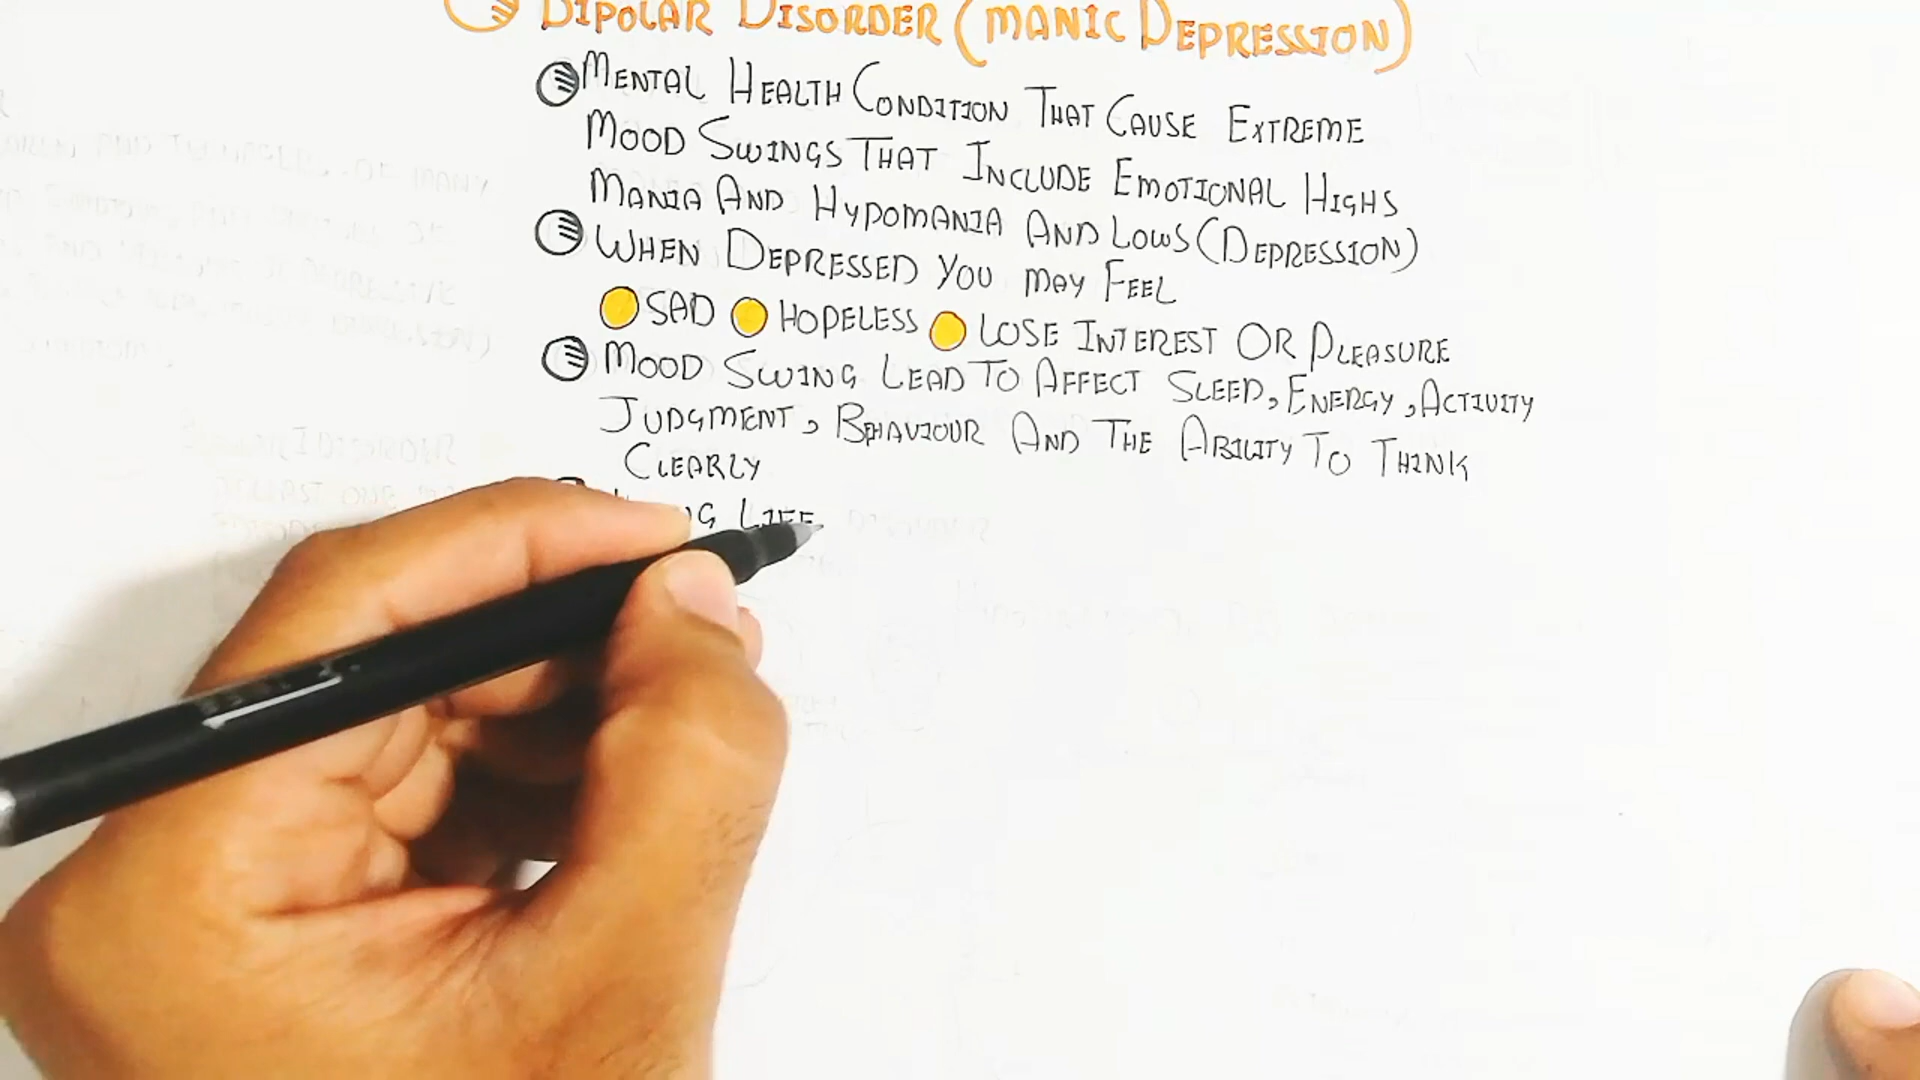 BIPOLAR DISORDER (MANIC DEPRESSION)
MENTAL HEALTH CONDITION THAT CAUSE EXTREME
MOOD SWINGS THAT INCLUDE EMOTIONAL HIGHS
MANIA AND HYPOMANIA AND LOWS (DEPRESSION)
WHEN DEPRESSED YOU MAY FEEL
SAD HOPELESS LOSE INTEREST OR PLEASURE
MOOD SWING LEAD TO AFFECT SLEEP, ENERGY, ACTIVITY
JUDGMENT, BEHAVIOUR AND THE ABILITY TO THINK
CLEARLY
LIFE